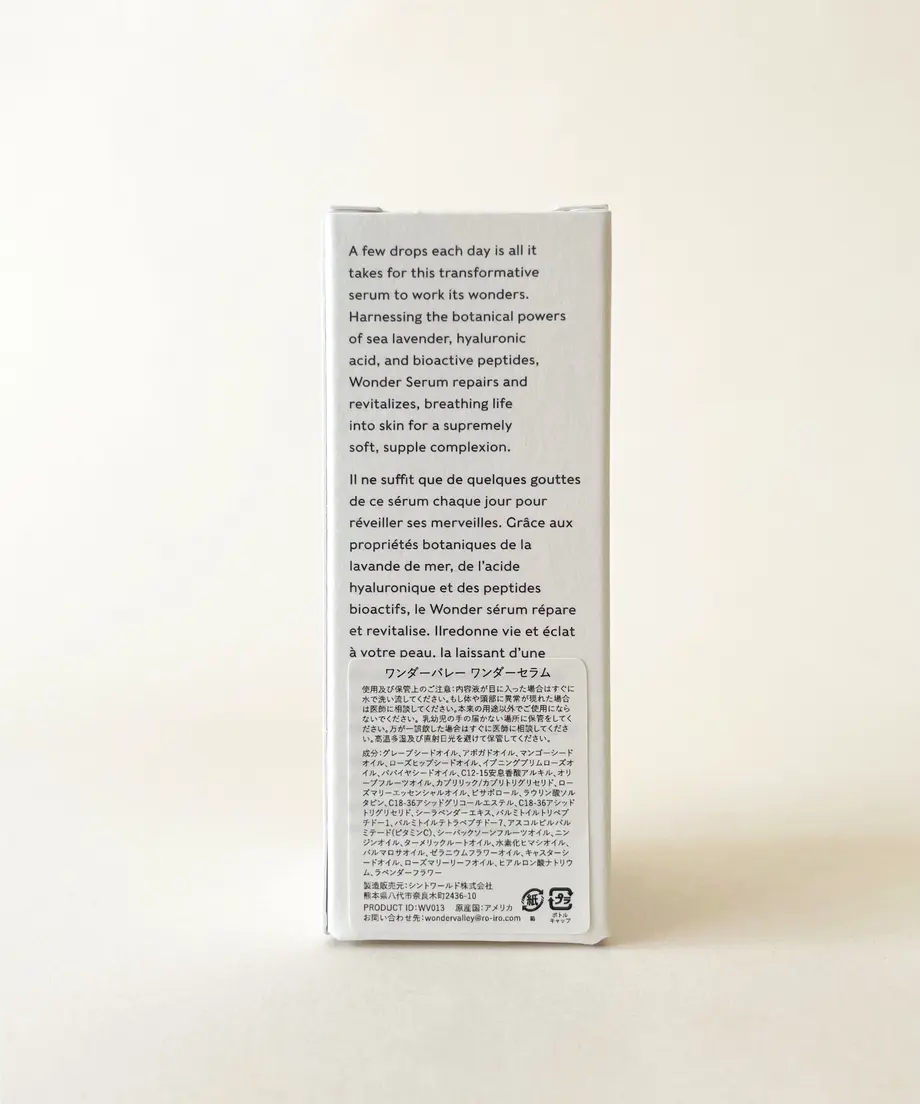 A few drops each day is all it
takes for this transformative
serum to work its wonders.
Harnessing the botanical powers
of sea lavender, hyaluronic
acid, and bioactive peptides,
Wonder Serum repairs and
revitalizes, breathing life
into skin for a supremely
soft, supple complexion.
Il ne suffit que de quelques gouttes
de ce sérum chaque jour pour
réveiller ses merveilles. Grâce aux
propriétés botaniques de la
lavande de mer, de l'acide
hyaluronique et des peptides
bioactifs, le Wonder sérum répare
et revitalise. Ilredonne vie et éclat
à votre peau, la laissant d'une
ワンダーバレー ワンダーセラム
使用及び保管上のご注意:内容液が目に入った場合はすぐに
水で洗い流してください。もし体や頭部に異常が現れた場合
は医師に相談してください。本来の用途以外でご使用になら
ないでください。乳幼児の手の届かない場所に保管をしてく
ださい。万が一誤飲した場合はすぐに医師に相談してくださ
い。高温多湿及び直射日光を避けて保管してください。
成分:グレープシードオイル、アボガドオイル、マンゴーシード
オイル、ローズヒップシードオイル、イブニングプリムローズオ
イル、パパイヤシードオイル、C12-15安息香酸アルキル、オリ
ーブフルーツオイル、カプリリック/カプリトリグリセリド、ロー
ズマリーエッセンシャルオイル、ビサボロール、ラウリン酸ソル
タビン、C18-36アシッドグリコールエステル、C18-36アシッド
トリグリセリド、シーラベンダーエキス、パルミトイルトリペプ
チドー1、パルミトイルテトラペプチドー7、アスコルビルパル
ミテード(ビタミンC)、シーバックソーンフルーツオイル、ニン
ジンオイル、ターメリックルートオイル、水素化ヒマシオイル、
パルマロサオイル、ゼラニウムフラワーオイル、キャスターシ
ードオイル、ローズマリーリーフオイル、ヒアルロン酸ナトリウ
ム、ラベンダーフラワー
製造販売元:シントワールド株式会社
熊本県八代市奈良木町2436-10
PRODUCT ID:WV013 原産国:アメリカ
お問い合わせ先:wondervalley@ro-iro.com
紙
箱
プラ
ボトル
キャップ